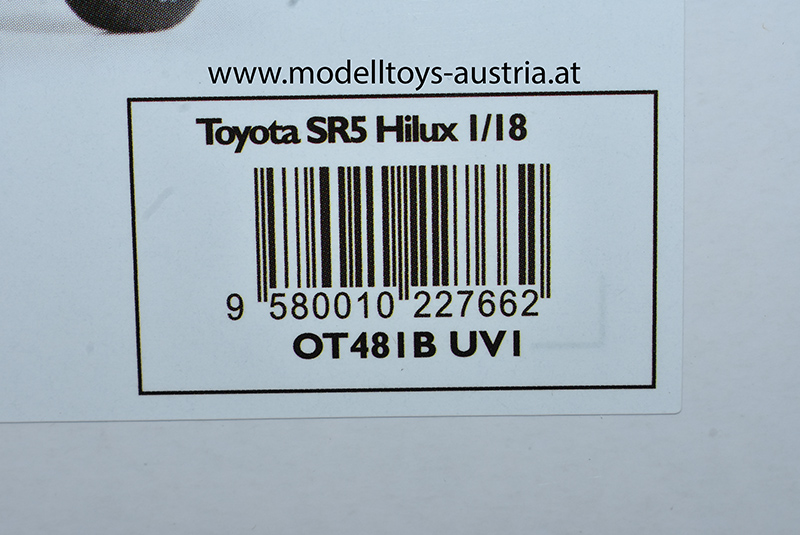 www.modelltoys-austria.at
Toyota SR5 Hilux 1/18
9 580010 227662
OT481B UV1